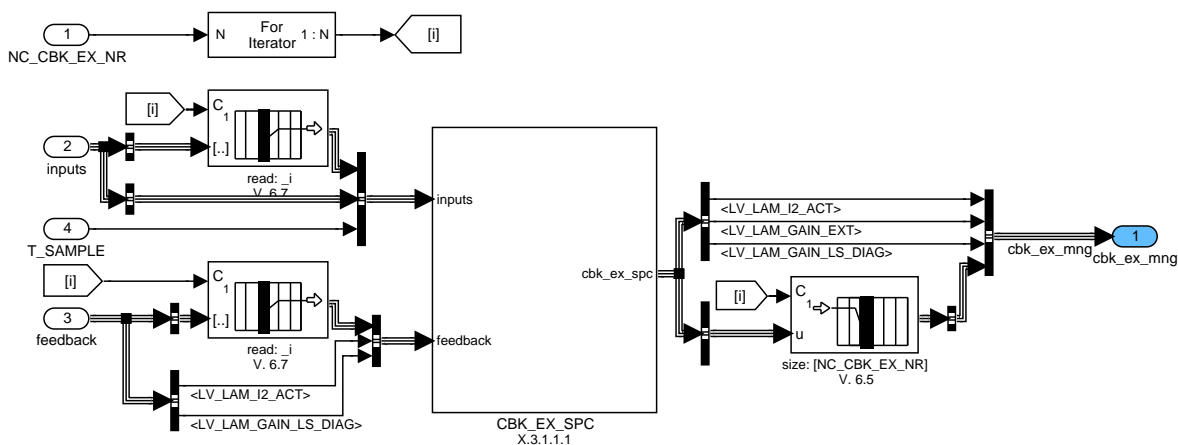 1
NC_CBK_EX_NR
N
For
Iterator
1 : N
[i]
[i]
C
1
[..]
read: _i
V. 6.7
2
inputs
4
T_SAMPLE
[i]
C
1
[..]
read: _i
V. 6.7
3
feedback
<LV_LAM_I2_ACT>
<LV_LAM_GAIN_LS_DIAG>
inputs
feedback
cbk_ex_spc
CBK_EX_SPC
X.3.1.1.1
<LV_LAM_I2_ACT>
<LV_LAM_GAIN_EXT>
<LV_LAM_GAIN_LS_DIAG>
[i]
C
1
u
size: [NC_CBK_EX_NR]
V. 6.5
cbk_ex_mng
1
cbk_ex_mng